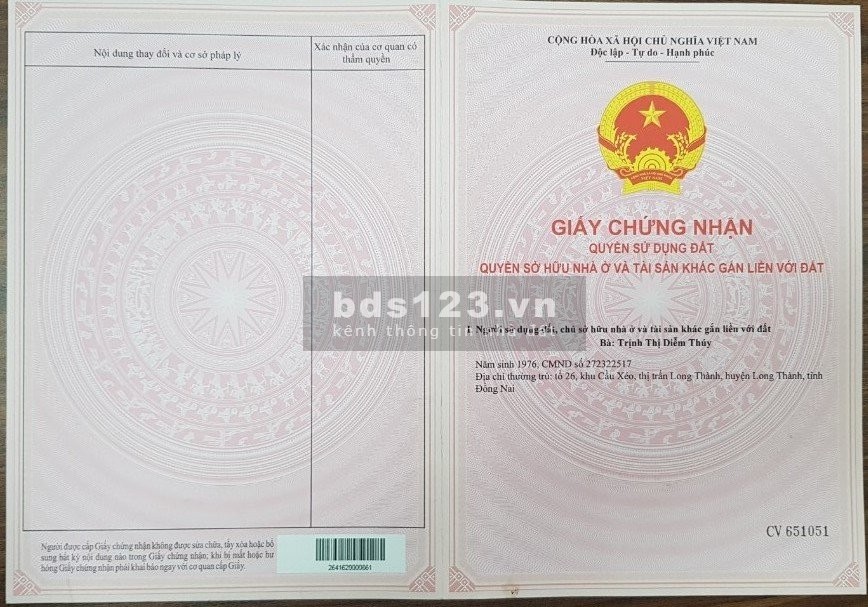 Nội dung thay đổi và cơ sở pháp lý
Xác nhận của cơ quan có
thẩm quyền
Người được cấp Giấy chứng nhận không được sửa chữa, tẩy xóa hoặc bổ
sung bất kỳ nội dung nào trong Giấy chứng nhận; khi bị mất hoặc hư
hỏng Giấy chứng nhận phải khai báo ngay với cơ quan cấp Giấy.
2641620000661
CỘNG HÒA XÃ HỘI CHỦ NGHĨA VIỆT NAM
Độc lập - Tự do - Hạnh phúc
GIẤY CHỨNG NHẬN
QUYỀN SỬ DỤNG ĐẤT
QUYỀN SỞ HỮU NHÀ Ở VÀ TÀI SẢN KHÁC GẮN LIỀN VỚI ĐẤT
bds123.vn
kênh thông tin
I. Người sử dụng đất, chủ sở hữu nhà ở và tài sản khác gắn liền với đất
Bà: Trịnh Thị Diễm Thúy
Năm sinh 1976, CMND số 272322517
Địa chỉ thường trú: tổ 26, khu Cầu Xéo, thị trấn Long Thành, huyện Long Thành, tỉnh
Đồng Nai
CV 651051